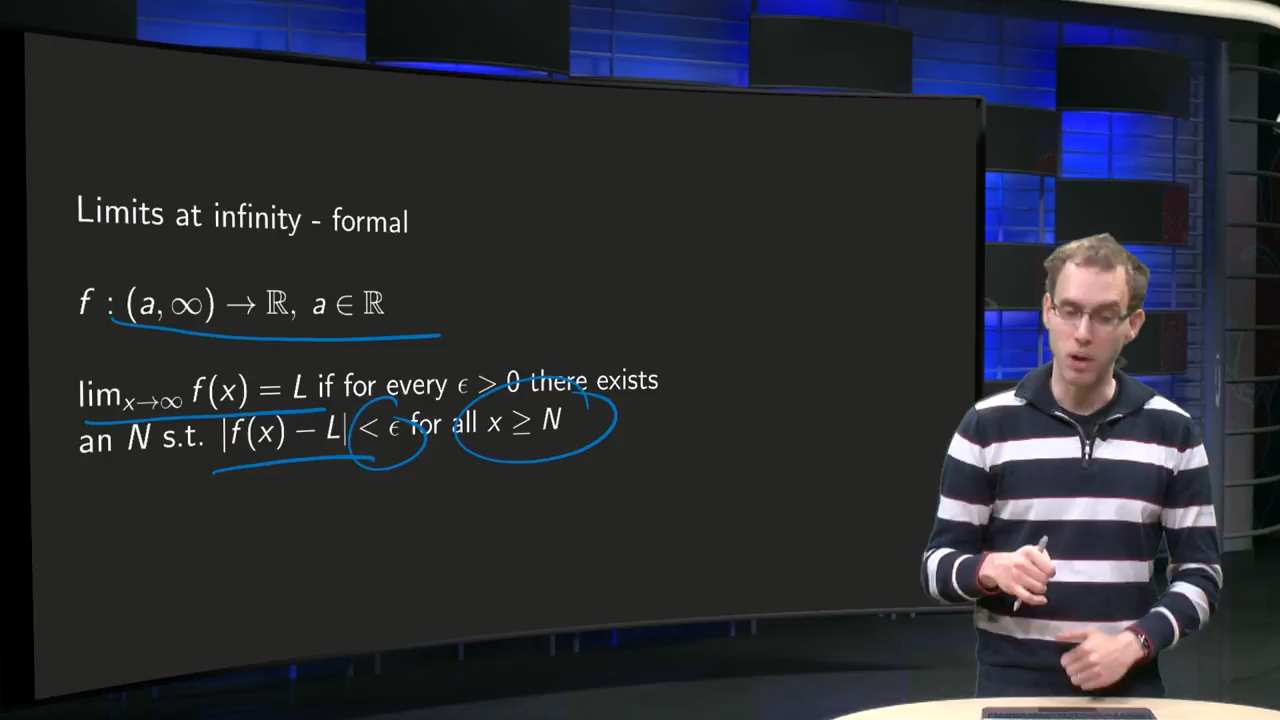 Limits at infinity - formal
f : (a, ∞) → ℝ, a ∈ ℝ
lim_{x→∞} f(x) = L if for every ϵ > 0 there exists
an N s.t. |f(x) − L| < ϵ for all x ≥ N